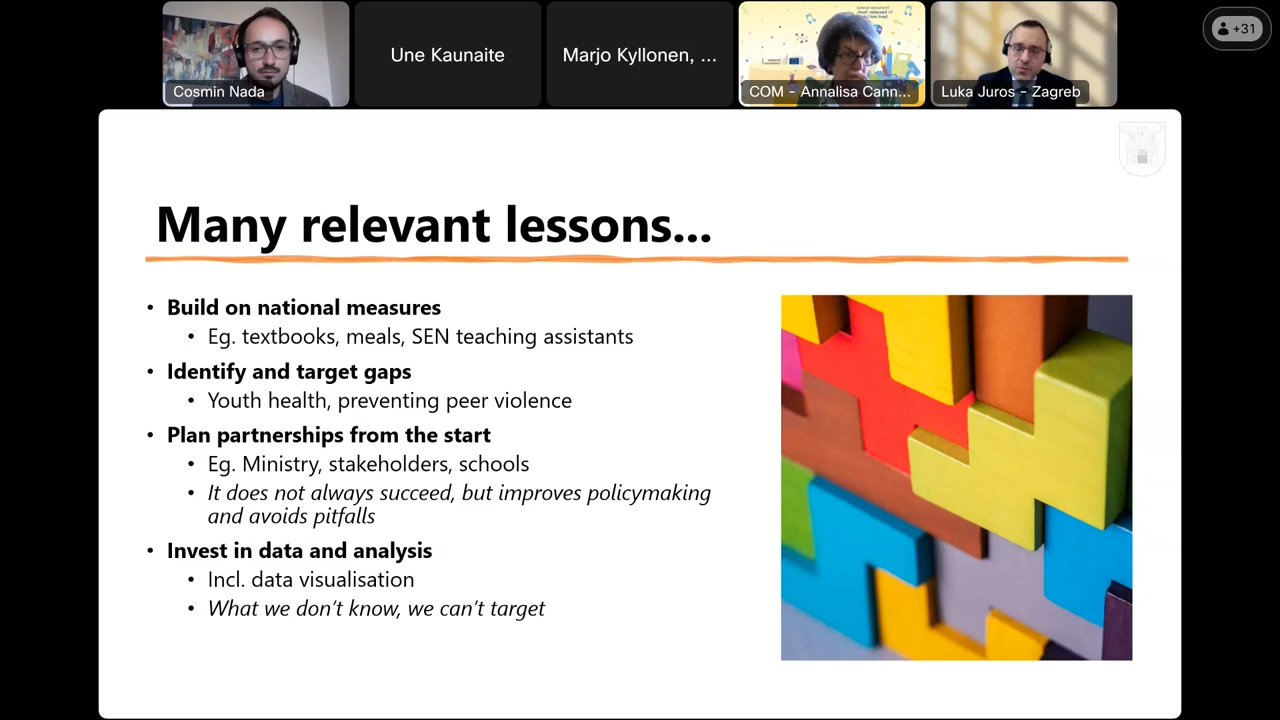 Cosmin Nada
Une Kaunaite
Marjo Kyllonen, ...
COM - Annalisa Cann...
Luka Juros - Zagreb
+31
Many relevant lessons...
• Build on national measures
• Eg. textbooks, meals, SEN teaching assistants
• Identify and target gaps
• Youth health, preventing peer violence
• Plan partnerships from the start
• Eg. Ministry, stakeholders, schools
• It does not always succeed, but improves policymaking
and avoids pitfalls
• Invest in data and analysis
• Incl. data visualisation
• What we don't know, we can't target